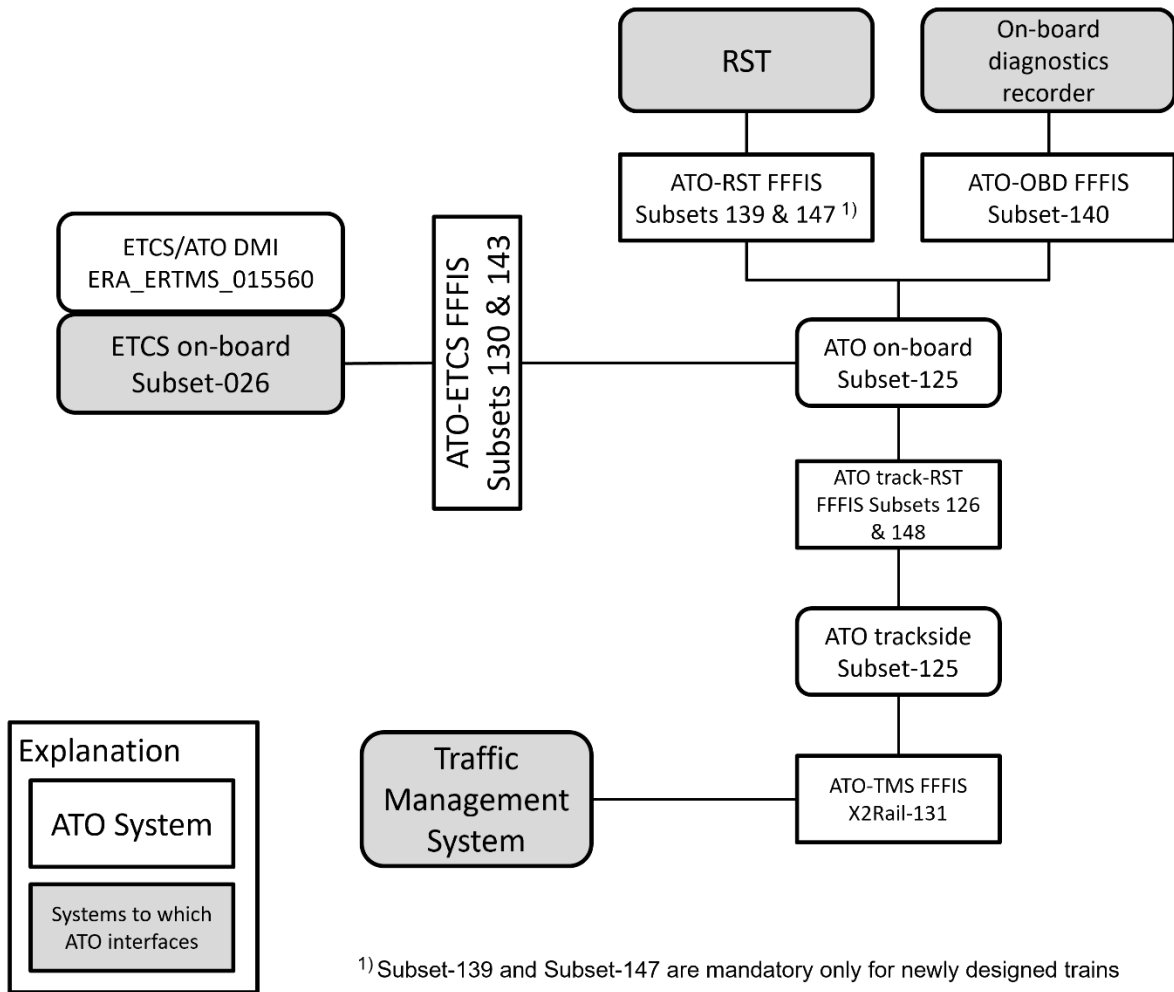 RST
On-board
diagnostics
recorder
ATO-RST FFFIS
Subsets 139 & 147 1)
ATO-OBD FFFIS
Subset-140
ETCS/ATO DMI
ERA_ERTMS_015560
ETCS on-board
Subset-026
ATO-ETCS FFFIS
Subsets 130 & 143
ATO on-board
Subset-125
ATO track-RST
FFFIS Subsets 126
& 148
ATO trackside
Subset-125
Traffic
Management
System
ATO-TMS FFFIS
X2Rail-131
Explanation
ATO System
Systems to which
ATO interfaces
1) Subset-139 and Subset-147 are mandatory only for newly designed trains